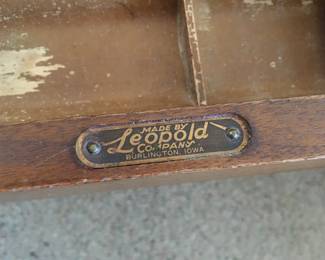 MADE BY
Leopold
COMPANY
BURLINGTON, IOWA